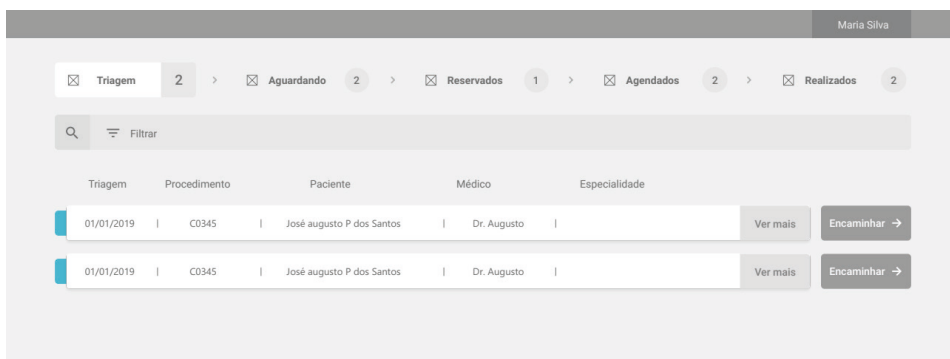 Maria Silva
Triagem 2 > Aguardando 2 > Reservados 1 > Agendados 2 > Realizados 2
Filtrar
Triagem Procedimento Paciente Médico Especialidade
01/01/2019 | C0345 | José augusto P dos Santos | Dr. Augusto | Ver mais Encaminhar →
01/01/2019 | C0345 | José augusto P dos Santos | Dr. Augusto | Ver mais Encaminhar →